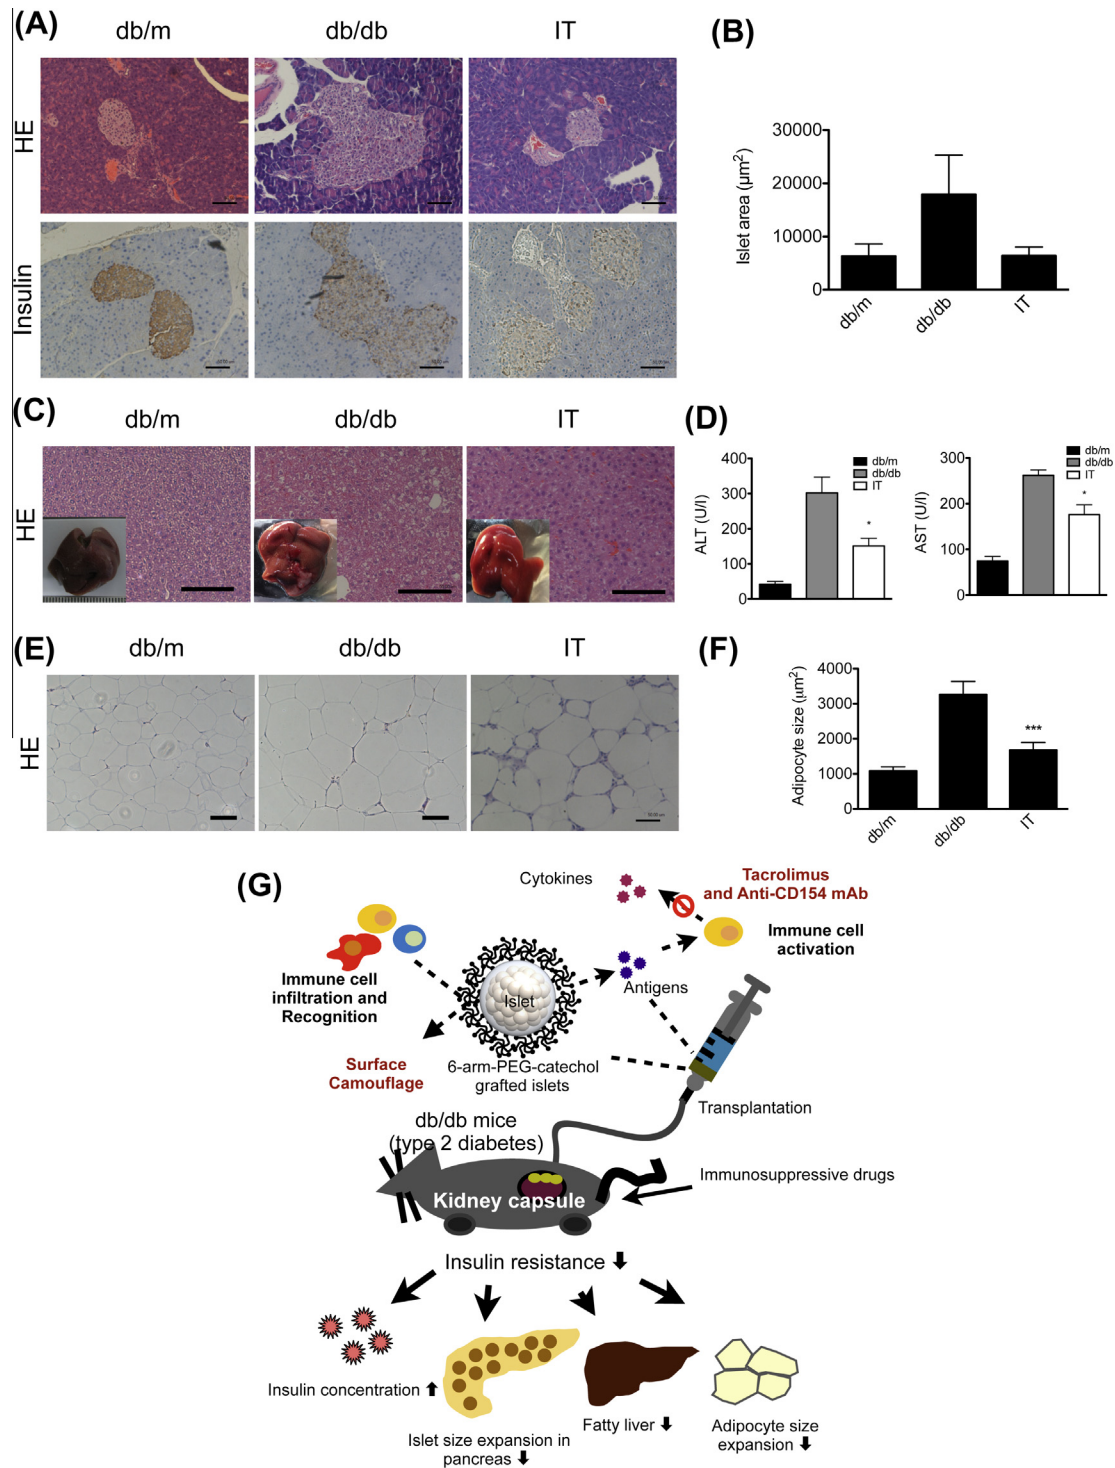 (A)
db/m
db/db
IT
HE
Insulin
(B)
Islet area (µm²)
30000
20000
10000
0
db/m
db/db
IT
(C)
db/m
db/db
IT
HE
(D)
ALT (U/l)
400
300
200
100
0
db/m
db/db
IT
*
AST (U/l)
300
200
100
0
db/m
db/db
IT
*
(E)
db/m
db/db
IT
HE
(F)
Adipocyte size (µm²)
4000
3000
2000
1000
0
***
db/m
db/db
IT
(G)
Cytokines
Tacrolimus
and Anti-CD154 mAb
Immune cell
activation
Immune cell
infiltration and
Recognition
Islet
Antigens
Surface
Camouflage
6-arm-PEG-catechol
grafted islets
Transplantation
db/db mice
(type 2 diabetes)
Immunosuppressive drugs
Kidney capsule
Insulin resistance
Insulin concentration
Islet size expansion in
pancreas
Fatty liver
Adipocyte size
expansion